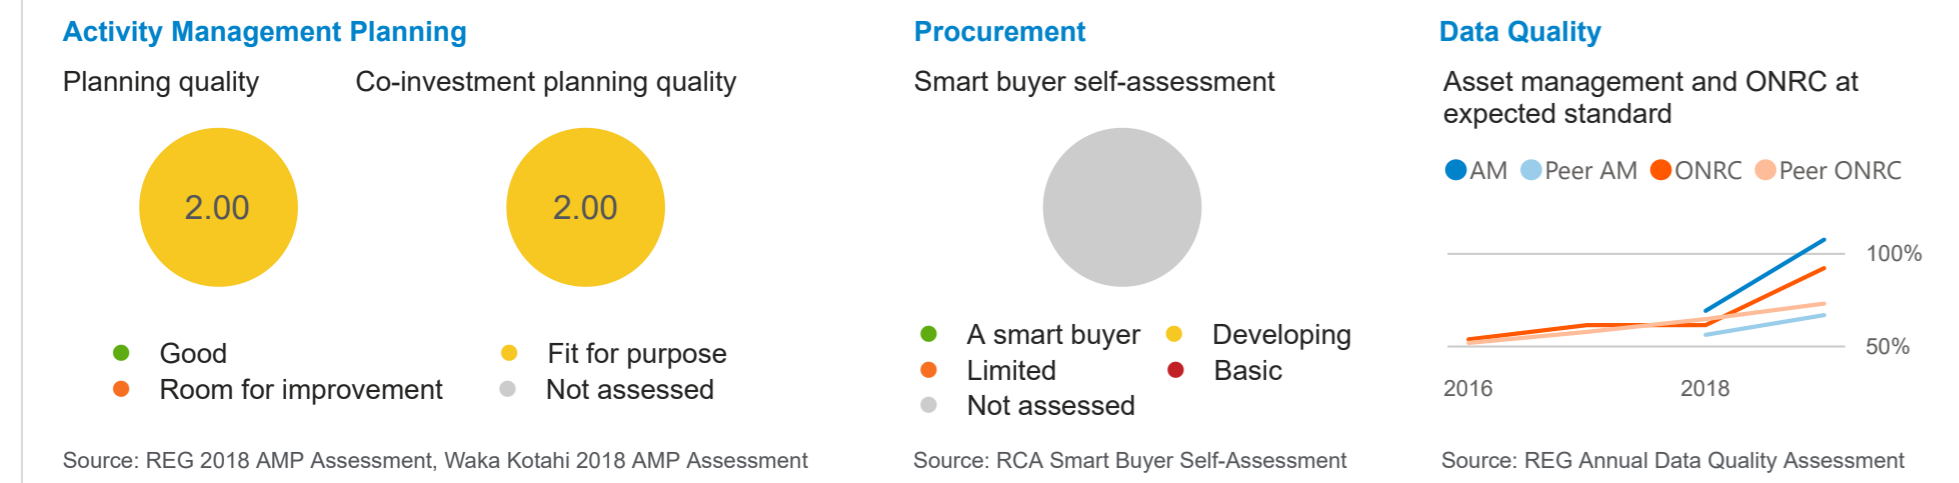 Activity Management Planning
Planning quality
Co-investment planning quality
2.00
2.00
Good
Fit for purpose
Room for improvement
Not assessed
Source: REG 2018 AMP Assessment, Waka Kotahi 2018 AMP Assessment
Procurement
Smart buyer self-assessment
A smart buyer
Developing
Limited
Basic
Not assessed
Source: RCA Smart Buyer Self-Assessment
Data Quality
Asset management and ONRC at
expected standard
AM Peer AM ONRC Peer ONRC
100%
50%
2016 2018
Source: REG Annual Data Quality Assessment